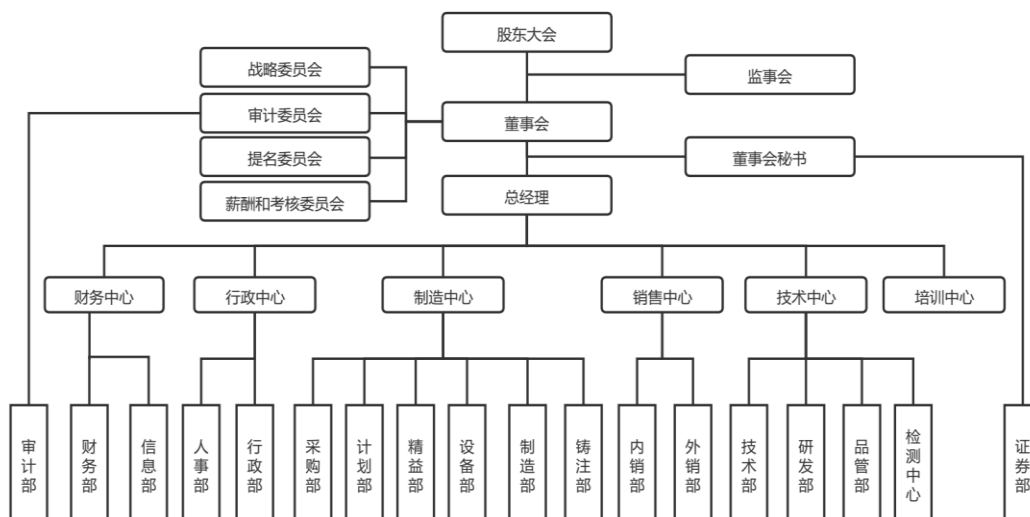 股东大会
战略委员会
监事会
审计委员会
董事会
提名委员会
董事会秘书
薪酬和考核委员会
总经理
财务中心
行政中心
制造中心
销售中心
技术中心
培训中心
审计部
财务部
信息部
人事部
行政部
采购部
计划部
精益部
设备部
制造部
铸注部
内销部
外销部
技术部
研发部
品管部
检测中心
证券部